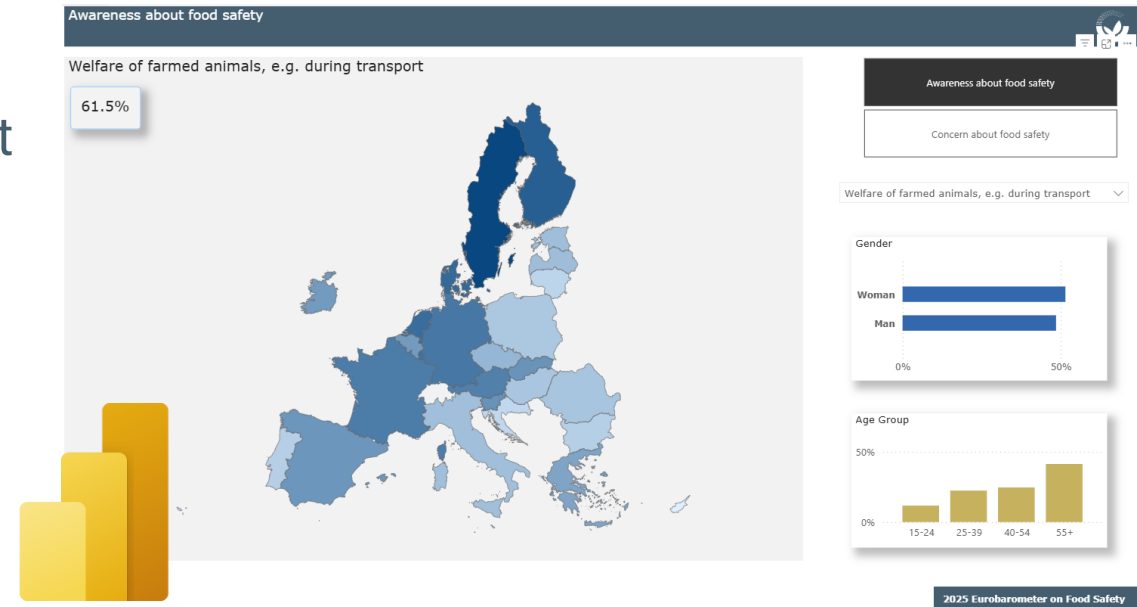 Awareness about food safety
Welfare of farmed animals, e.g. during transport
61.5%
t
Awareness about food safety
Concern about food safety
Welfare of farmed animals, e.g. during transport
Gender
Woman
Man
0%
50%
Age Group
50%
0%
15-24
25-39
40-54
55+
2025 Eurobarometer on Food Safety